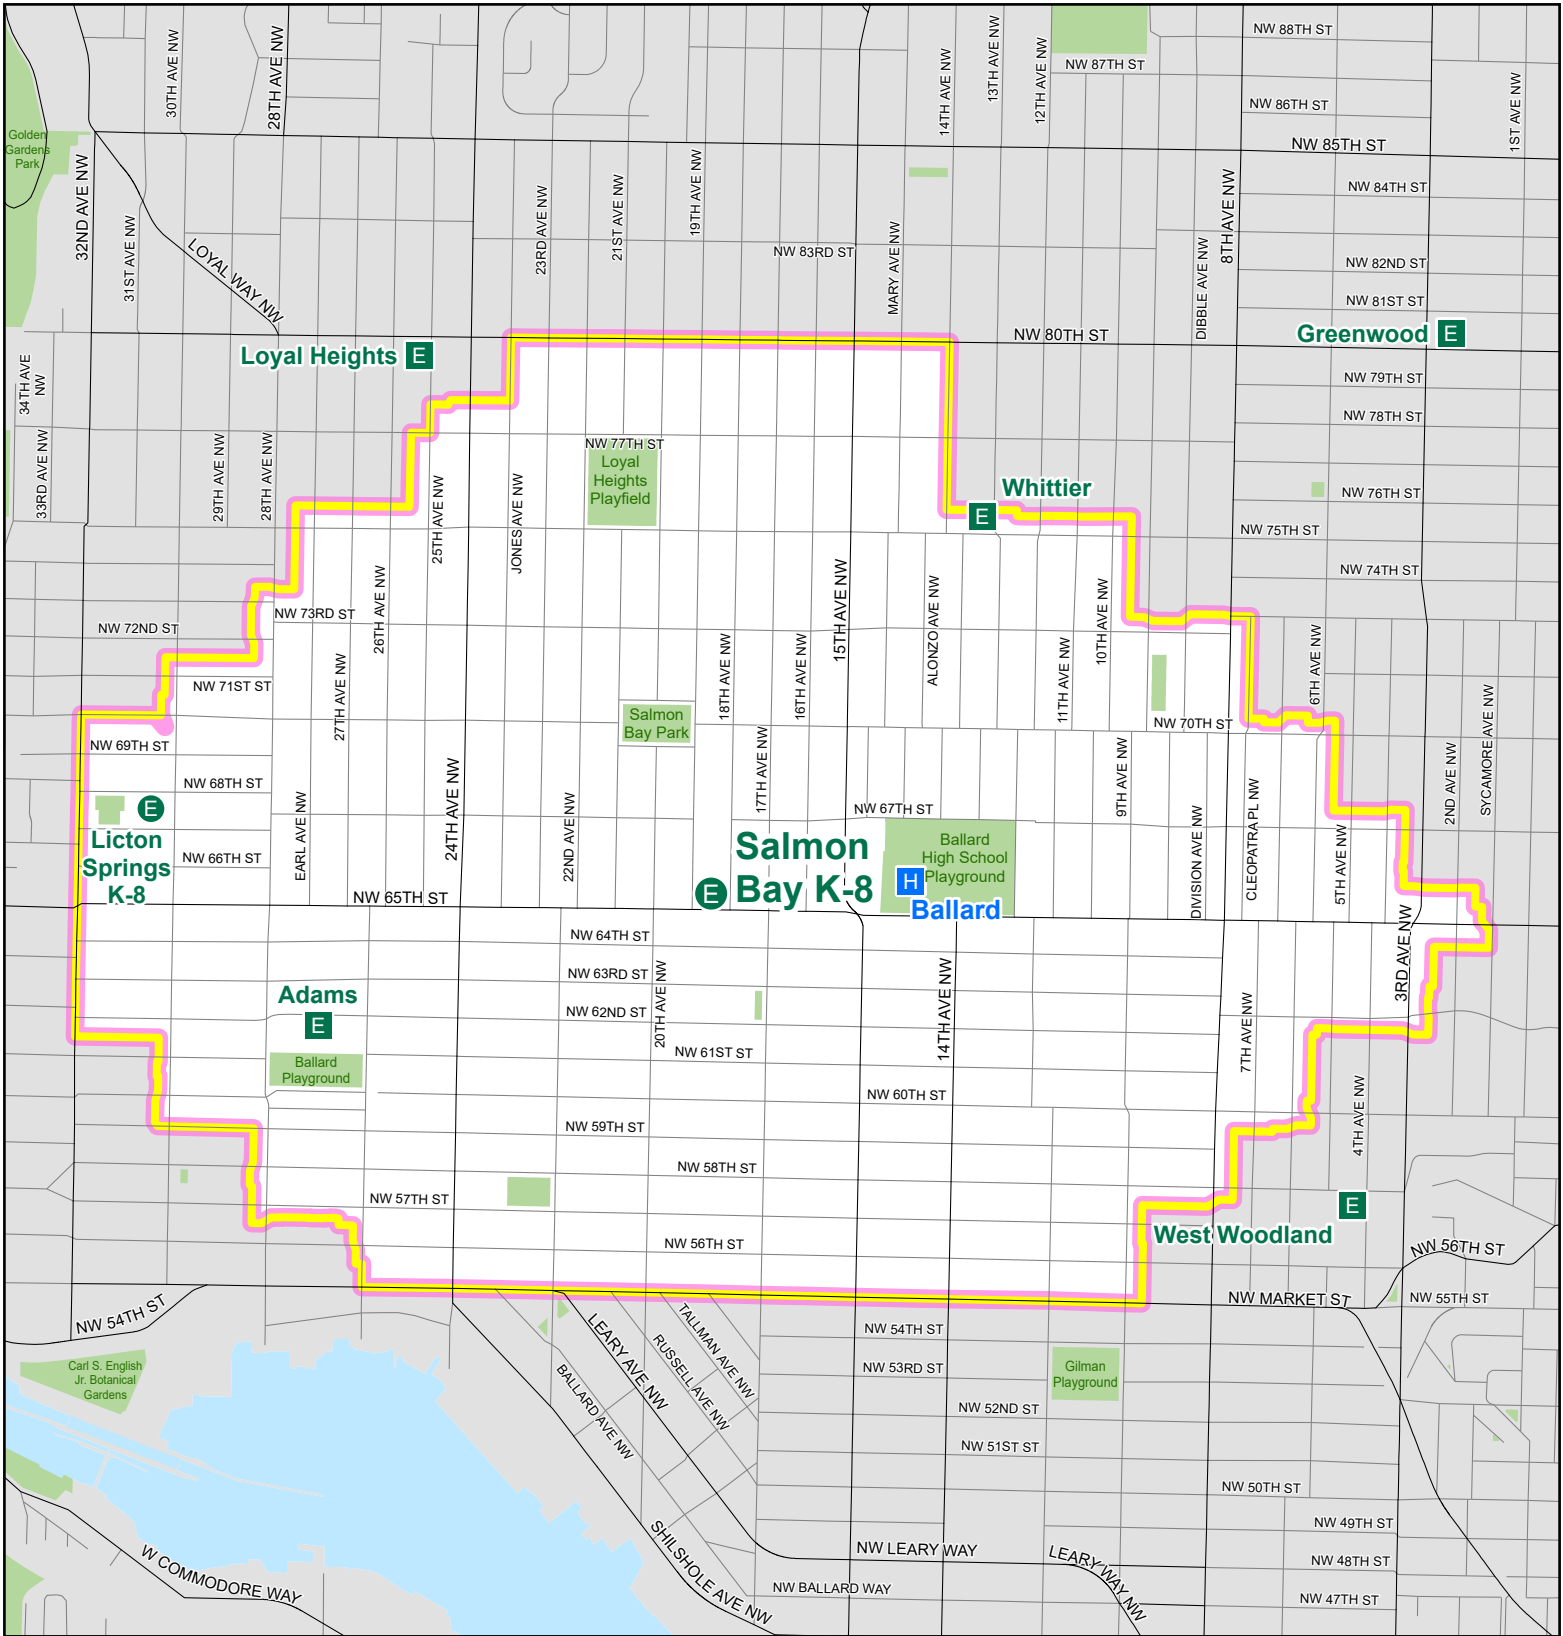 NW 88TH ST
30TH AVE NW
28TH AVE NW
14TH AVE NW
13TH AVE NW
12TH AVE NW
NW 87TH ST
1ST AVE NW
NW 86TH ST
Golden
Gardens
Park
NW 85TH ST
32ND AVE NW
31ST AVE NW
23RD AVE NW
21ST AVE NW
19TH AVE NW
8TH AVE NW
NW 84TH ST
LOYAL WAY NW
NW 83RD ST
MARY AVE NW
DIBBLE AVE NW
NW 82ND ST
NW 81ST ST
NW 80TH ST
Greenwood E
Loyal Heights E
34TH AVE
NW
NW 79TH ST
NW 78TH ST
33RD AVE NW
29TH AVE NW
28TH AVE NW
NW 77TH ST
Loyal
Heights
Playfield
25TH AVE NW
JONES AVE NW
Whittier
E
NW 76TH ST
NW 75TH ST
NW 74TH ST
26TH AVE NW
15TH AVE NW
ALONZO AVE NW
10TH AVE NW
NW 73RD ST
NW 72ND ST
27TH AVE NW
18TH AVE NW
16TH AVE NW
11TH AVE NW
6TH AVE NW
NW 71ST ST
SYCAMORE AVE NW
Salmon
Bay Park
NW 70TH ST
NW 69TH ST
24TH AVE NW
17TH AVE NW
9TH AVE NW
2ND AVE NW
NW 68TH ST
E
Licton
Springs
K-8
EARL AVE NW
22ND AVE NW
NW 67TH ST
DIVISION AVE NW
CLEOPATRA PL NW
5TH AVE NW
NW 66TH ST
Salmon
E Bay K-8
Ballard
High School
Playground
H
Ballard
NW 65TH ST
NW 64TH ST
3RD AVE NW
NW 63RD ST
20TH AVE NW
14TH AVE NW
7TH AVE NW
Adams
E
NW 62ND ST
NW 61ST ST
Ballard
Playground
NW 60TH ST
4TH AVE NW
NW 59TH ST
NW 58TH ST
NW 57TH ST
E
West Woodland
NW 56TH ST
NW 56TH ST
NW MARKET ST
NW 55TH ST
NW 54TH ST
NW 54TH ST
LEARY AVE NW
TALLMAN AVE NW
RUSSELL AVE NW
BALLARD AVE NW
Carl S. English
Jr. Botanical
Gardens
NW 53RD ST
Gilman
Playground
NW 52ND ST
NW 51ST ST
NW 50TH ST
SHILSHOLE AVE NW
NW 49TH ST
NW LEARY WAY
LEARY WAY NW
NW 48TH ST
W COMMODORE WAY
NW BALLARD WAY
NW 47TH ST